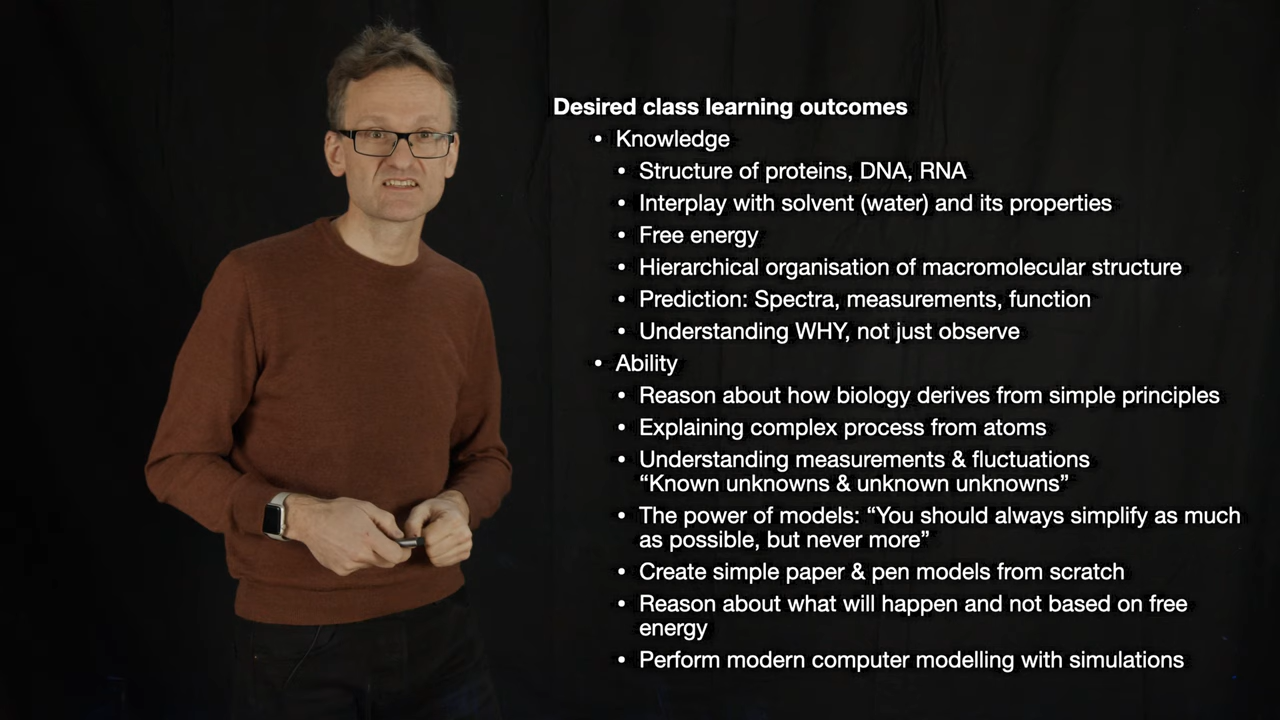 Desired class learning outcomes
• Knowledge
• Structure of proteins, DNA, RNA
• Interplay with solvent (water) and its properties
• Free energy
• Hierarchical organisation of macromolecular structure
• Prediction: Spectra, measurements, function
• Understanding WHY, not just observe
• Ability
• Reason about how biology derives from simple principles
• Explaining complex process from atoms
• Understanding measurements & fluctuations
“Known unknowns & unknown unknowns”
• The power of models: “You should always simplify as much
as possible, but never more”
• Create simple paper & pen models from scratch
• Reason about what will happen and not based on free
energy
• Perform modern computer modelling with simulations